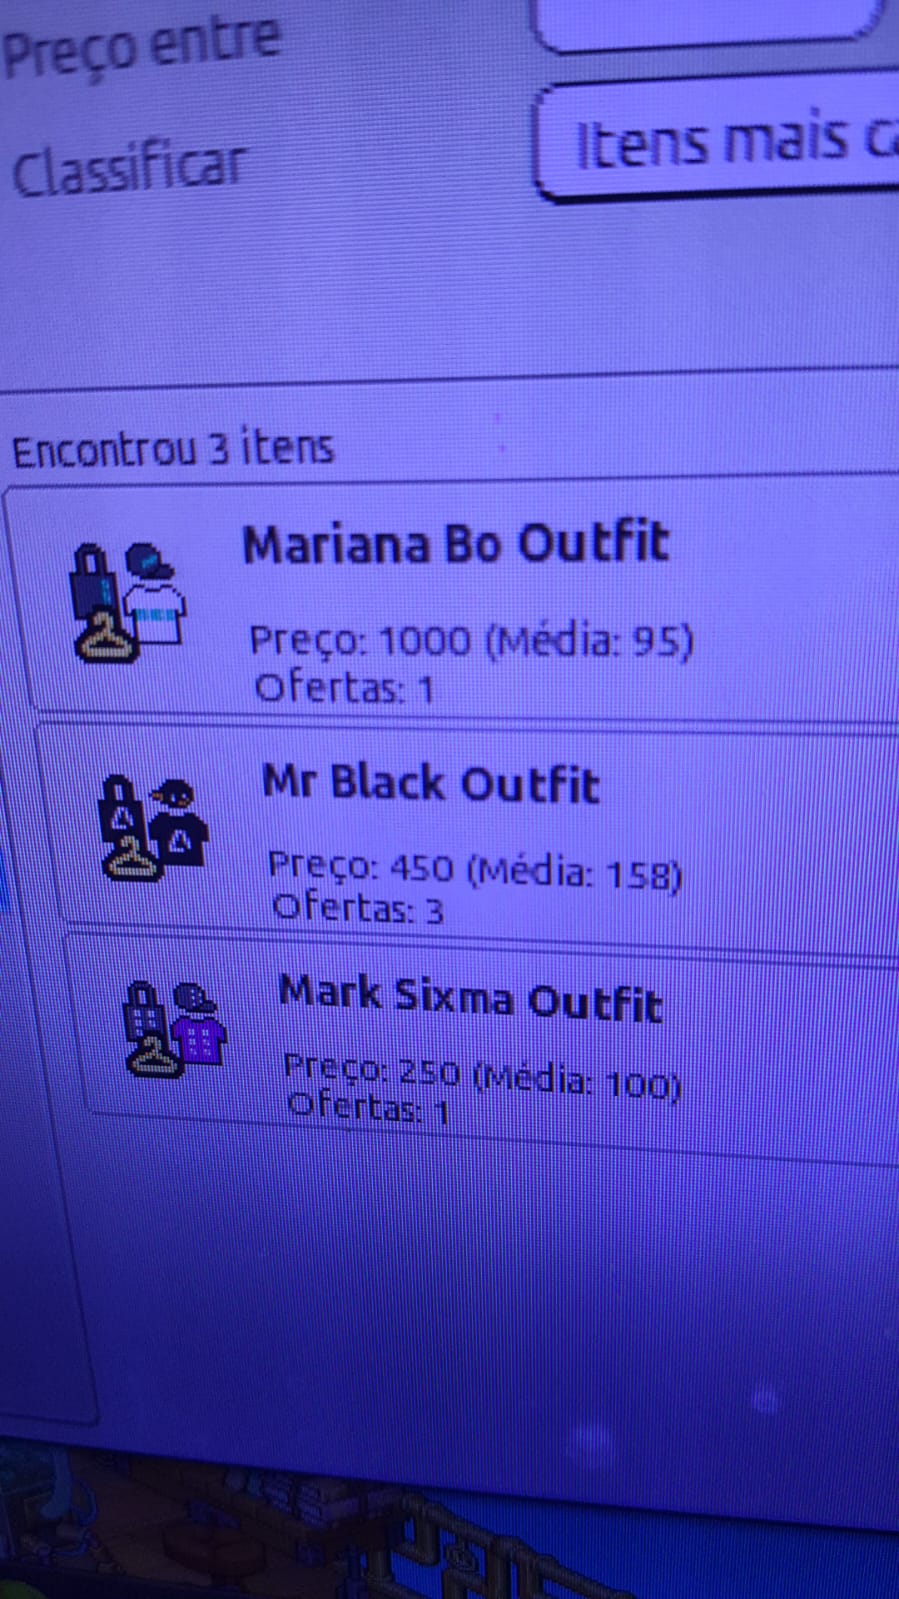 Preço entre
Classificar
Itens mais
Encontrou 3 itens
Mariana Bo Outfit
Preço: 1000 (Média: 95)
Ofertas: 1
Mr Black Outfit
Preço: 450 (Média: 158)
Ofertas: 3
Mark Sixma Outfit
Preço: 250 (Média: 100)
Ofertas: 1